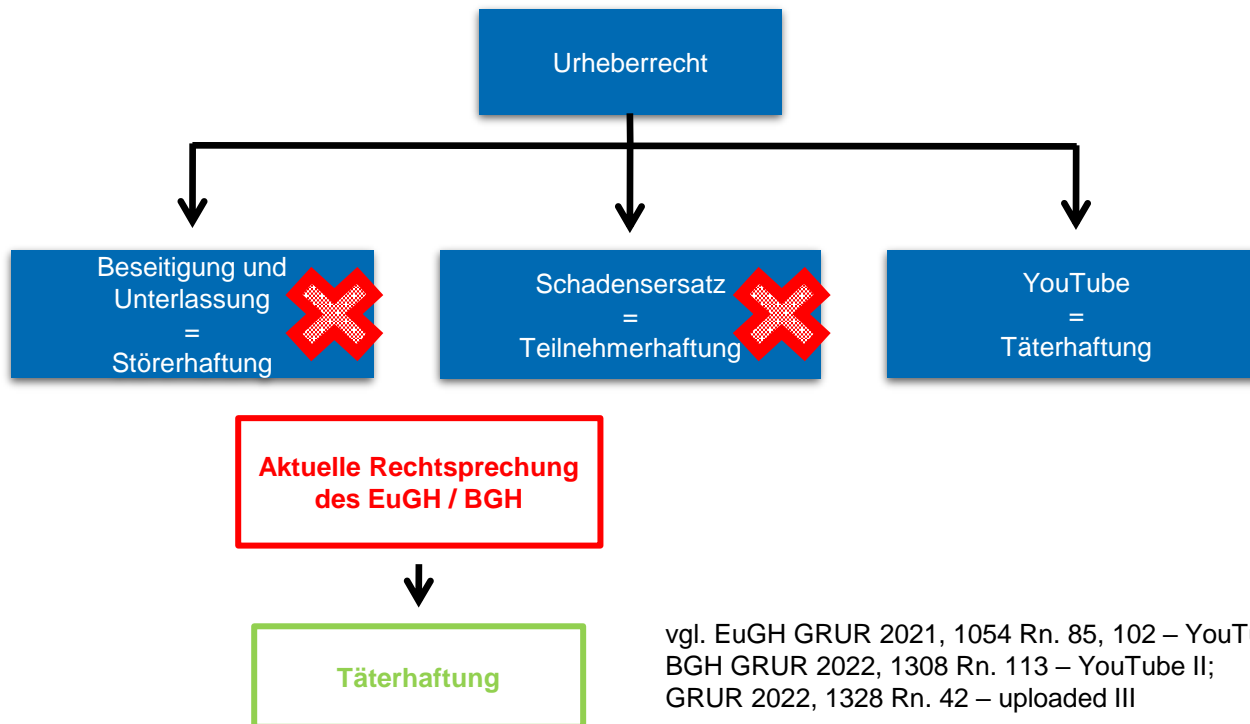 Urheberrecht
Beseitigung und
Unterlassung
=
Störerhaftung
Schadensersatz
=
Teilnehmerhaftung
YouTube
=
Täterhaftung
Aktuelle Rechtsprechung
des EuGH / BGH
Täterhaftung
vgl. EuGH GRUR 2021, 1054 Rn. 85, 102 –
BGH GRUR 2022, 1308 Rn. 113 – YouTube II;
GRUR 2022, 1328 Rn. 42 – uploaded III